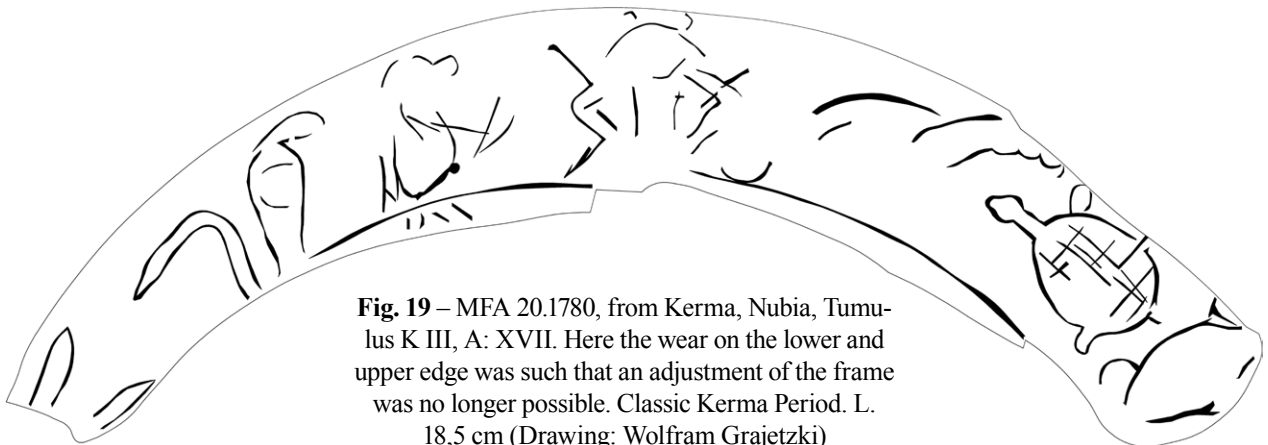 Fig. 19 – MFA 20.1780, from Kerma, Nubia, Tumu-
lus K III, A: XVII. Here the wear on the lower and
upper edge was such that an adjustment of the frame
was no longer possible. Classic Kerma Period. L.
18,5 cm (Drawing: Wolfram Grajetzki)